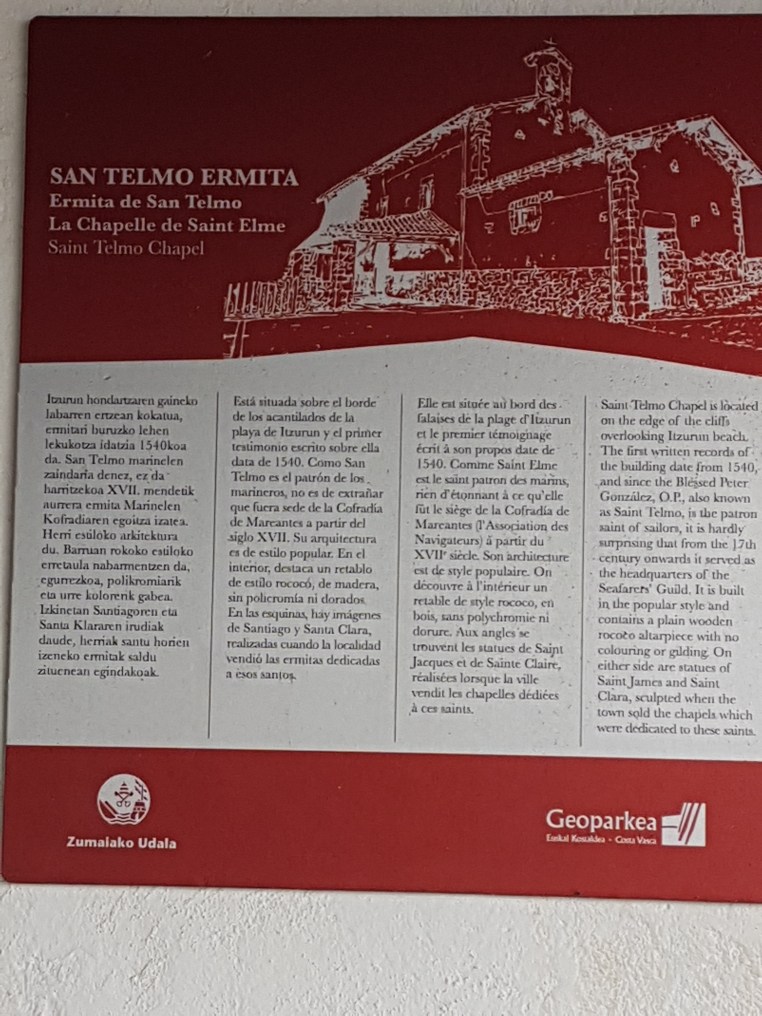 SAN TELMO ERMITA
Ermita de San Telmo
La Chapelle de Saint Elme
Saint Telmo Chapel
Itzurun hondartzaren gaineko
labarren ertzean kokatua,
ermitari buruzko lehen
lekukotza idatzia 1540koa
da. San Telmo marinelen
zaindaria denez, ez da
harritzekoa XVII. mendetik
aurrera ermita Marinelen
Kofradiaren egoitza izatea.
Herri estiloko arkitektura
du. Barruan rokoko estiloko
erretaula nabarmentzen da,
egurrezkoa, polikromiarik
eta urre kolorerik gabea.
Izkinetan Santiagoren eta
Santa Klararen irudiak
daude, herriak santu horien
izeneko ermitak saldu
zituenean egindakoak.
Está situada sobre el borde
de los acantilados de la
playa de Itzurun y el primer
testimonio escrito sobre ella
data de 1540. Como San
Telmo es el patrón de los
marineros, no es de extrañar
que fuera sede de la Cofradía
de Mareantes a partir del
siglo XVII. Su arquitectura
es de estilo popular. En el
interior, destaca un retablo
de estilo rococó, de madera,
sin policromía ni dorados.
En las esquinas, hay imágenes
de Santiago y Santa Clara,
realizadas cuando la localidad
vendió las ermitas dedicadas
a esos santos.
Elle est située au bord des
falaises de la plage d'Itzurun
et le premier témoignage
écrit à son propos date de
1540. Comme Saint Elme
est le saint patron des marins,
rien d'étonnant à ce qu'elle
fût le siège de la Cofradía de
Mareantes (l'Association des
Navigateurs) á partir du
XVIIᵉ siècle. Son architecture
est de style populaire. On
découvre à l'intérieur un
retable de style rococo, en
bois, sans polychromie ni
dorure. Aux angles se
trouvent les statues de Saint
Jacques et de Sainte Claire,
réalisées lorsque la ville
vendit les chapelles dédiées
à ces saints.
Saint Telmo Chapel is located
on the edge of the cliffs
overlooking Itzurun beach.
The first written records of
the building date from 1540,
and since the Blessed Peter
González, O.P., also known
as Saint Telmo, is the patron
saint of sailors, it is hardly
surprising that from the 17th
century onwards it served as
the headquarters of the
Seafarers' Guild. It is built
in the popular style and
contains a plain wooden
rococo altarpiece with no
colouring or gilding. On
either side are statues of
Saint James and Saint
Clara, sculpted when the
town sold the chapels which
were dedicated to these saints.
Zumaiako Udala
Geoparkea
Euskal Kostaldea - Costa Vasca